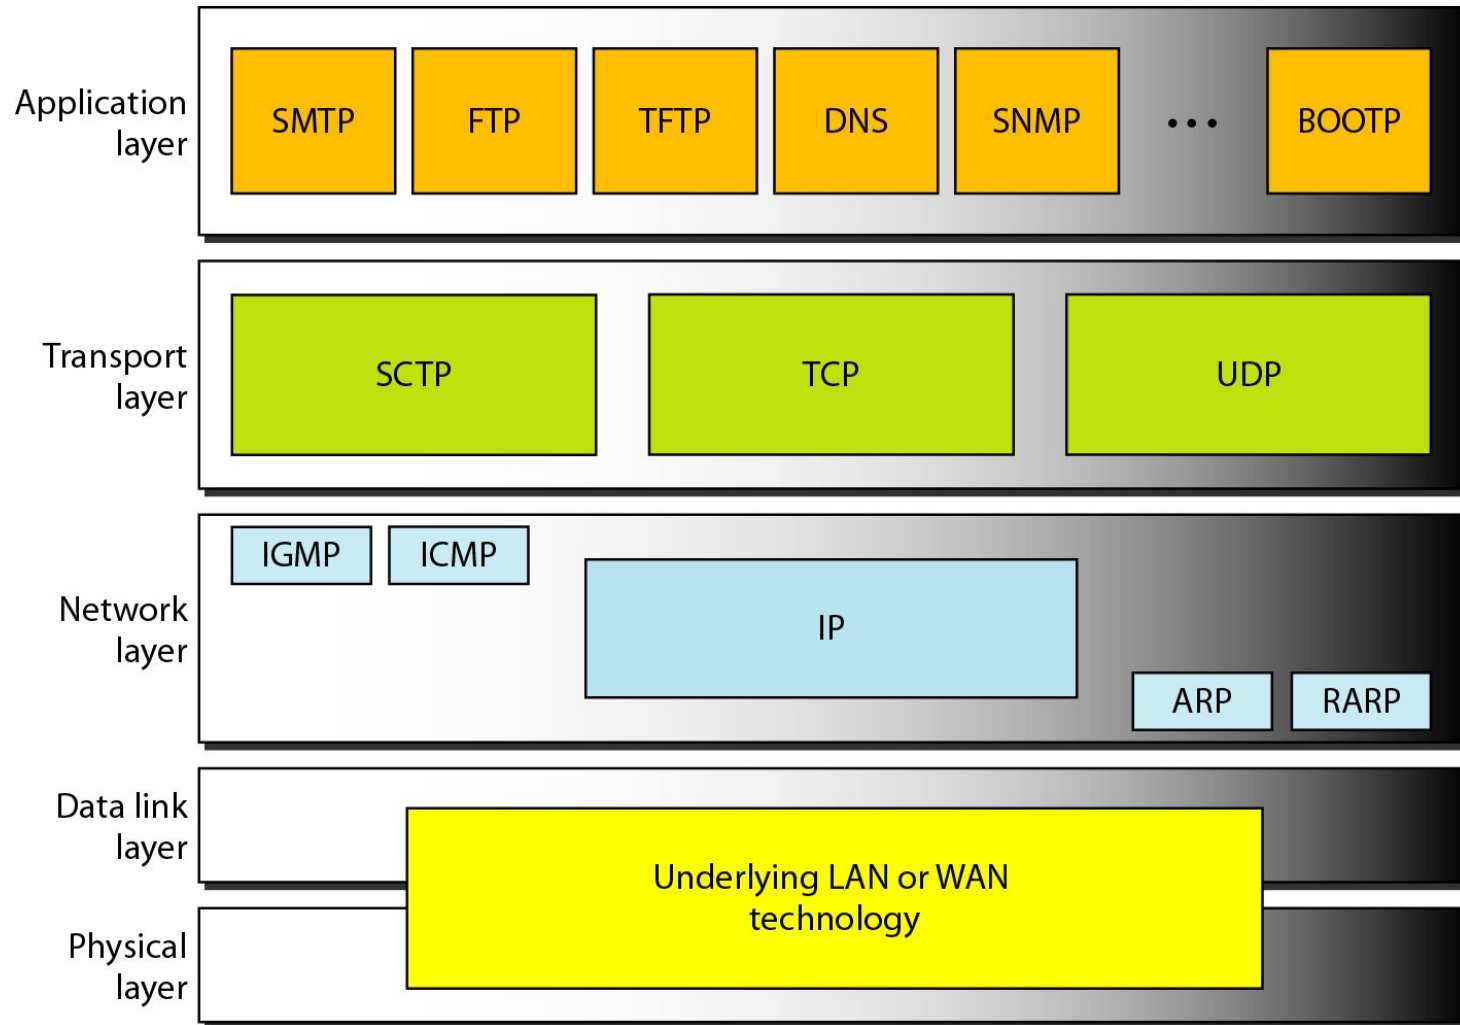 Application
layer
SMTP
FTP
TFTP
DNS
SNMP
...
BOOTP
Transport
layer
SCTP
TCP
UDP
Network
layer
IGMP
ICMP
IP
ARP
RARP
Data link
layer
Underlying LAN or WAN
technology
Physical
layer